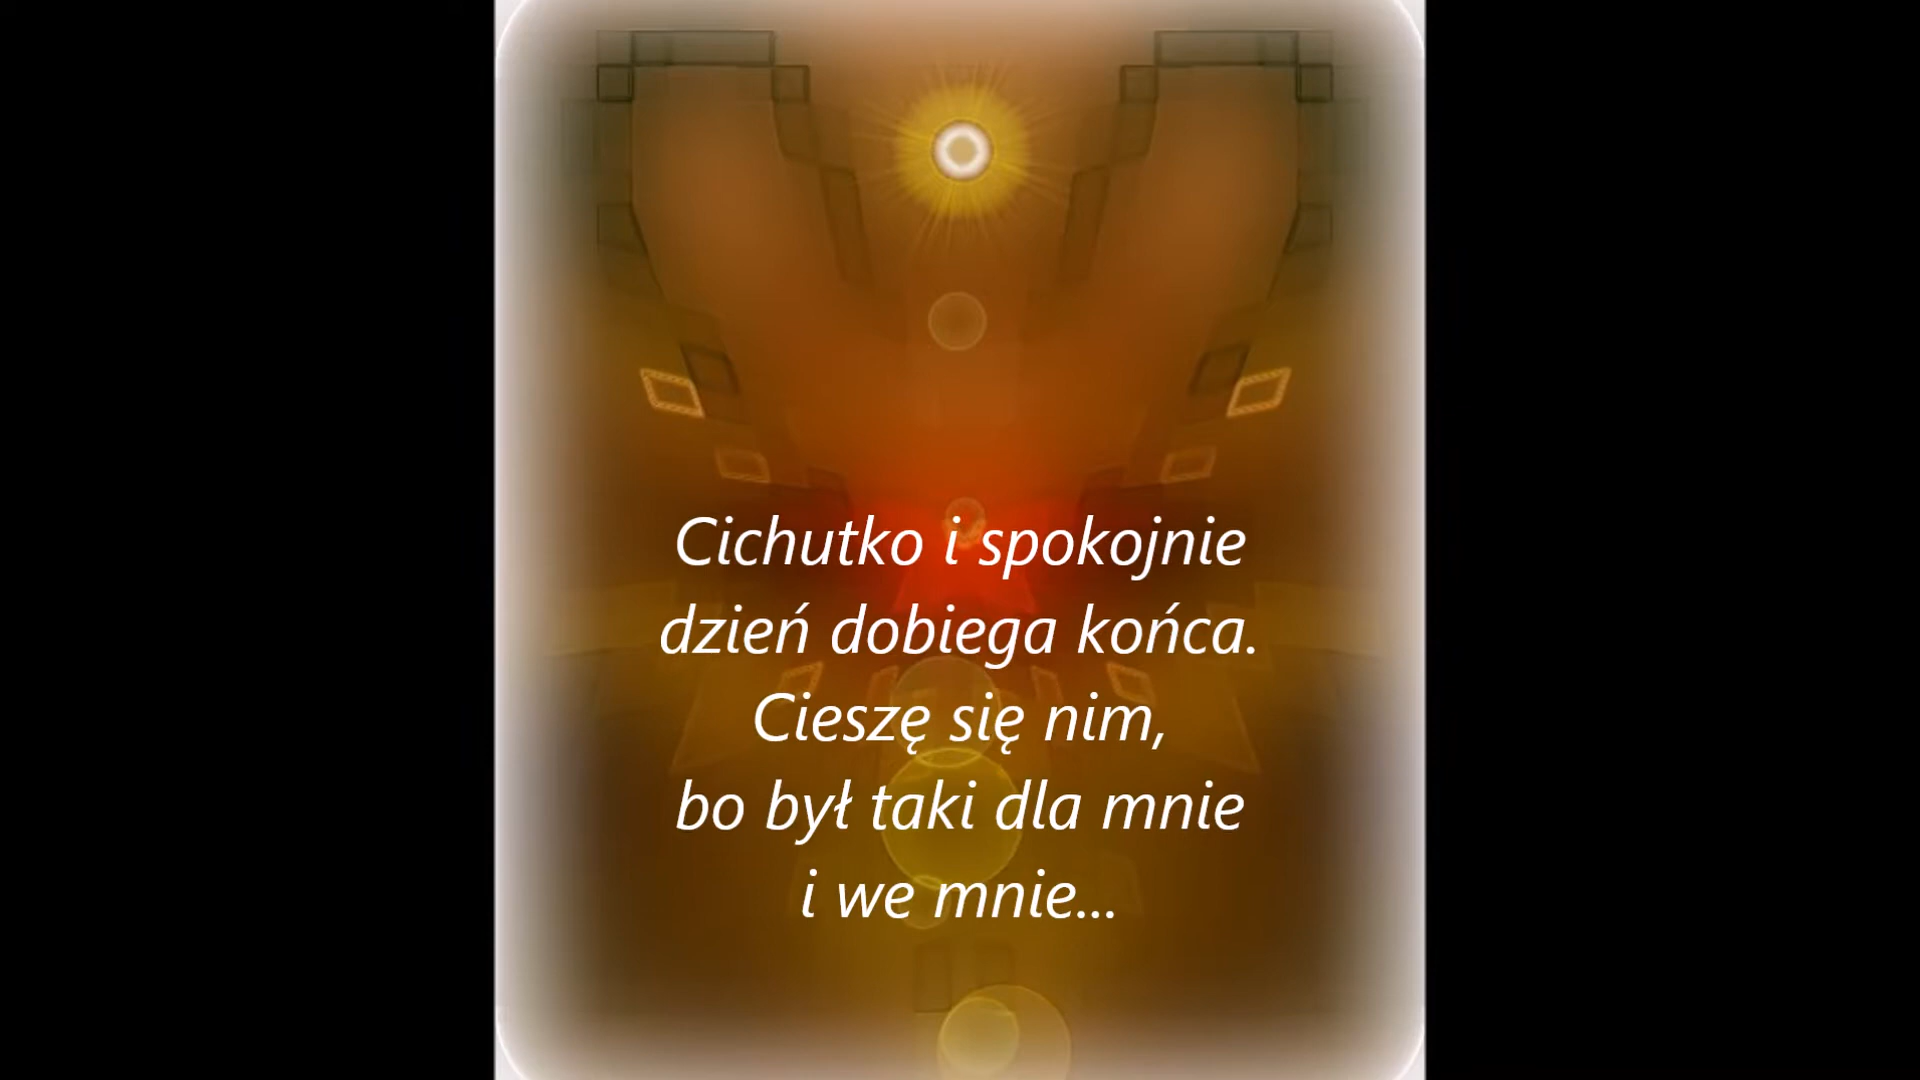 Cichutko i spokojnie
dzień dobiega końca.
Cieszę się nim,
bo był taki dla mnie
i we mnie...